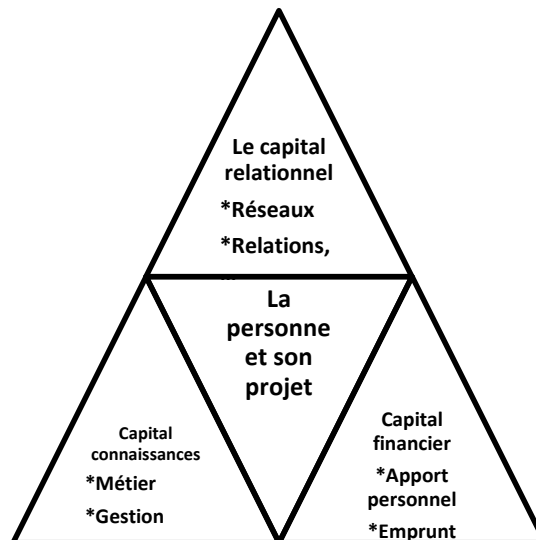 Le capital
relationnel
*Réseaux
*Relations,
...
La
personne
et son
projet
Capital
connaissances
*Métier
*Gestion
Capital
financier
*Apport
personnel
*Emprunt